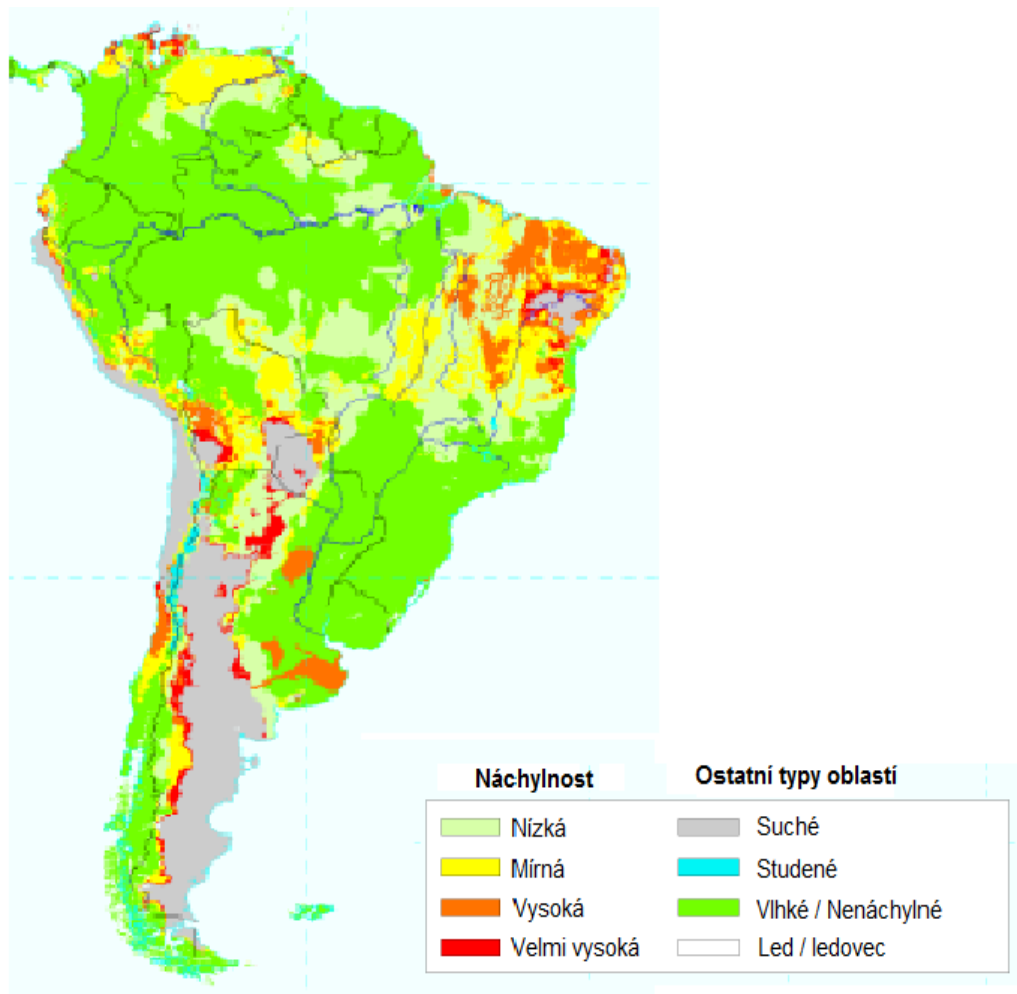 Náchylnost
Ostatní typy oblastí
Nízká
Suché
Mírná
Studené
Vysoká
Vlhké / Nenáchylné
Velmi vysoká
Led / ledovec